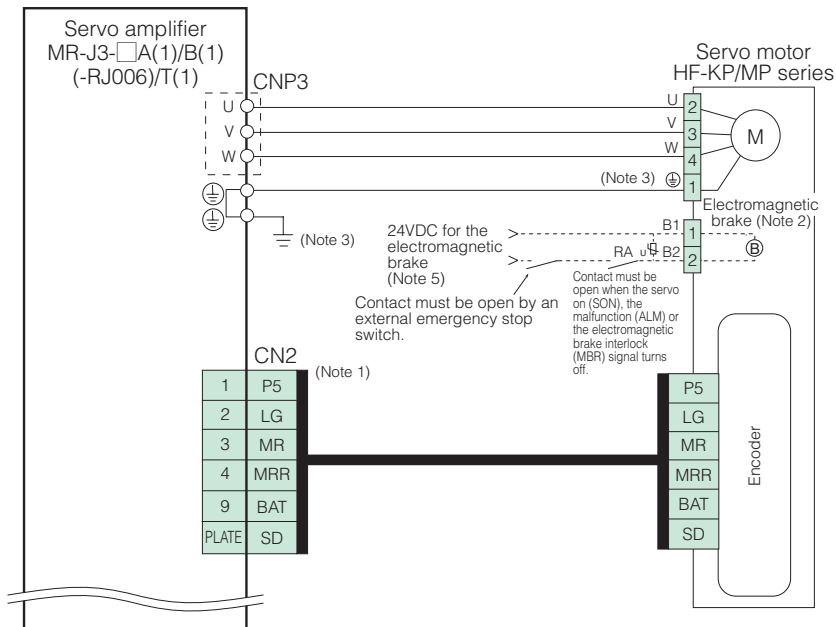 Servo amplifier
MR-J3-□A(1)/B(1)
(-RJ006)/T(1)
CNP3
Servo motor
HF-KP/MP series
U
V
W
U
V
W
2
3
4
1
M
(Note 3)
(Note 3)
Electromagnetic
brake (Note 2)
24VDC for the
electromagnetic
brake
(Note 5)
B1
1
RA
U
B2
2
B
Contact must be open by an
external emergency stop
switch.
Contact must be
open when the servo
on (SON), the
malfunction (ALM) or
the electromagnetic
brake interlock
(MBR) signal turns
off.
CN2
(Note 1)
1 P5
2 LG
3 MR
4 MRR
9 BAT
PLATE SD
P5
LG
MR
MRR
BAT
SD
Encoder